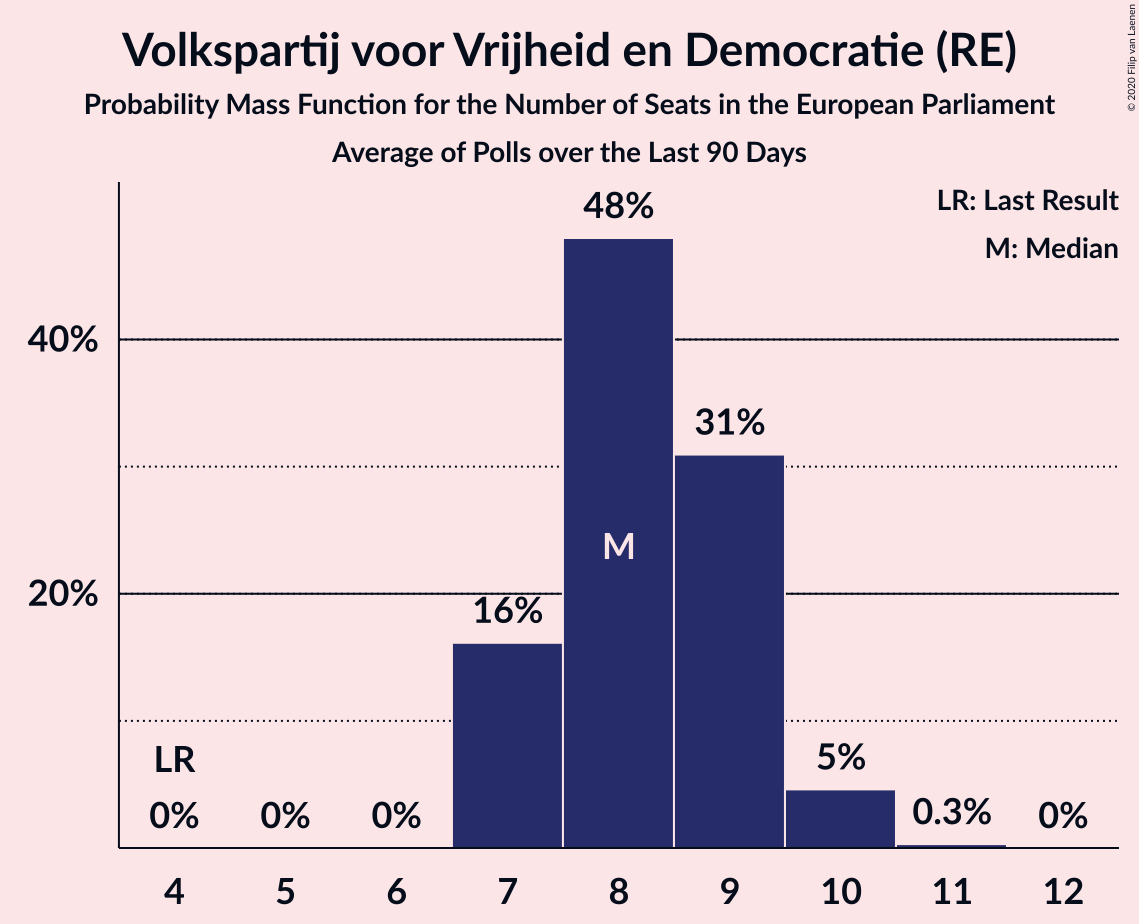 Volkspartij voor Vrijheid en Democratie (RE)
Probability Mass Function for the Number of Seats in the European Parliament
Average of Polls over the Last 90 Days
© 2020 Filip van Laenen
LR: Last Result
M: Median
48%
40%
31%
M
20%
16%
LR
5%
0% 0% 0% 0.3% 0%
4 5 6 7 8 9 10 11 12